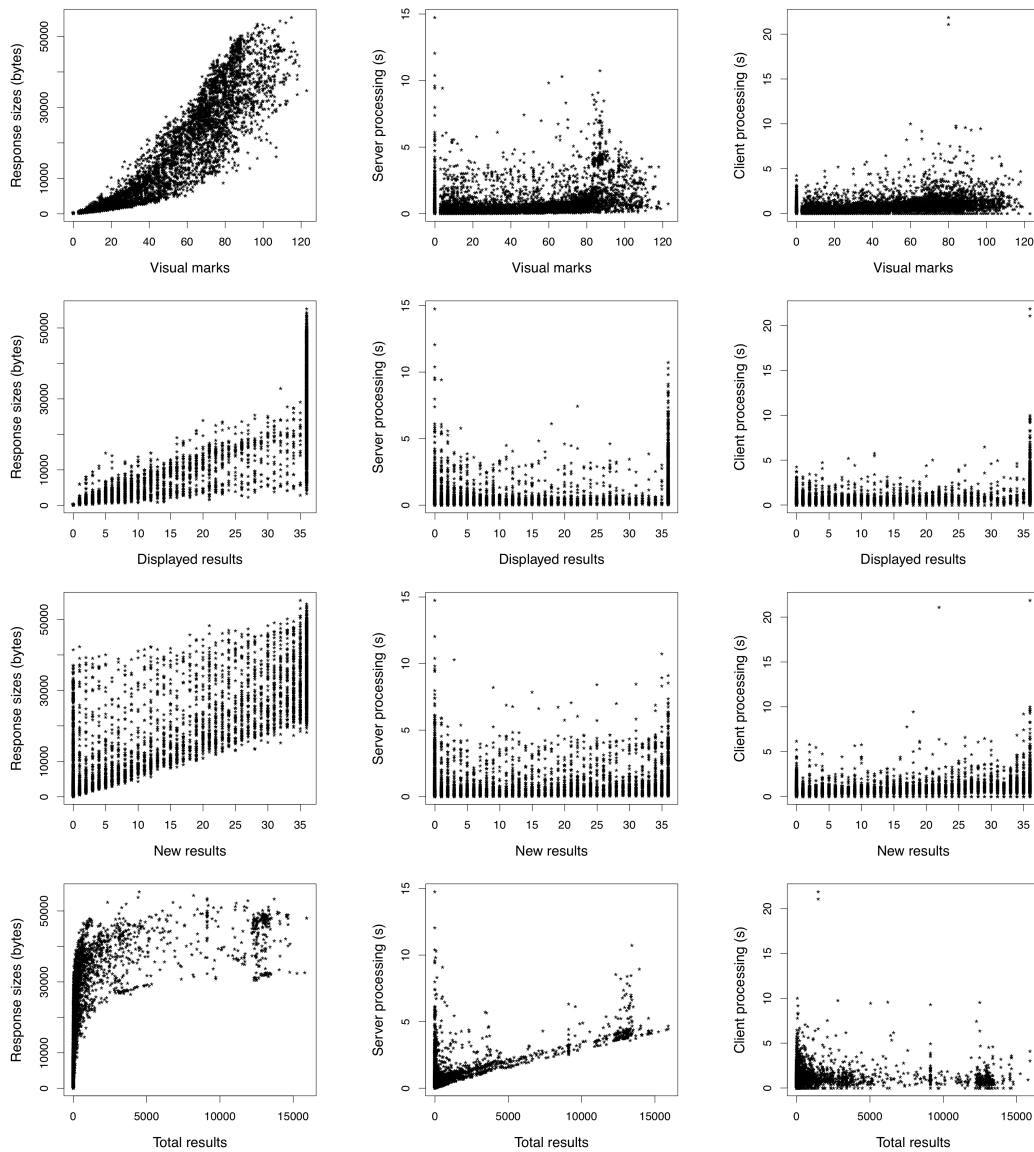 Response sizes (bytes)
0 10000 30000 50000
0 20 40 60 80 100 120
Visual marks
Server processing (s)
0 5 10 15
0 20 40 60 80 100 120
Visual marks
Client processing (s)
0 5 10 15 20
0 20 40 60 80 100 120
Visual marks
Response sizes (bytes)
0 10000 30000 50000
0 5 10 15 20 25 30 35
Displayed results
Server processing (s)
0 5 10 15
0 5 10 15 20 25 30 35
Displayed results
Client processing (s)
0 5 10 15 20
0 5 10 15 20 25 30 35
Displayed results
Response sizes (bytes)
0 10000 30000 50000
0 5 10 15 20 25 30 35
New results
Server processing (s)
0 5 10 15
0 5 10 15 20 25 30 35
New results
Client processing (s)
0 5 10 15 20
0 5 10 15 20 25 30 35
New results
Response sizes (bytes)
0 10000 30000 50000
0 5000 10000 15000
Total results
Server processing (s)
0 5 10 15
0 5000 10000 15000
Total results
Client processing (s)
0 5 10 15 20
0 5000 10000 15000
Total results